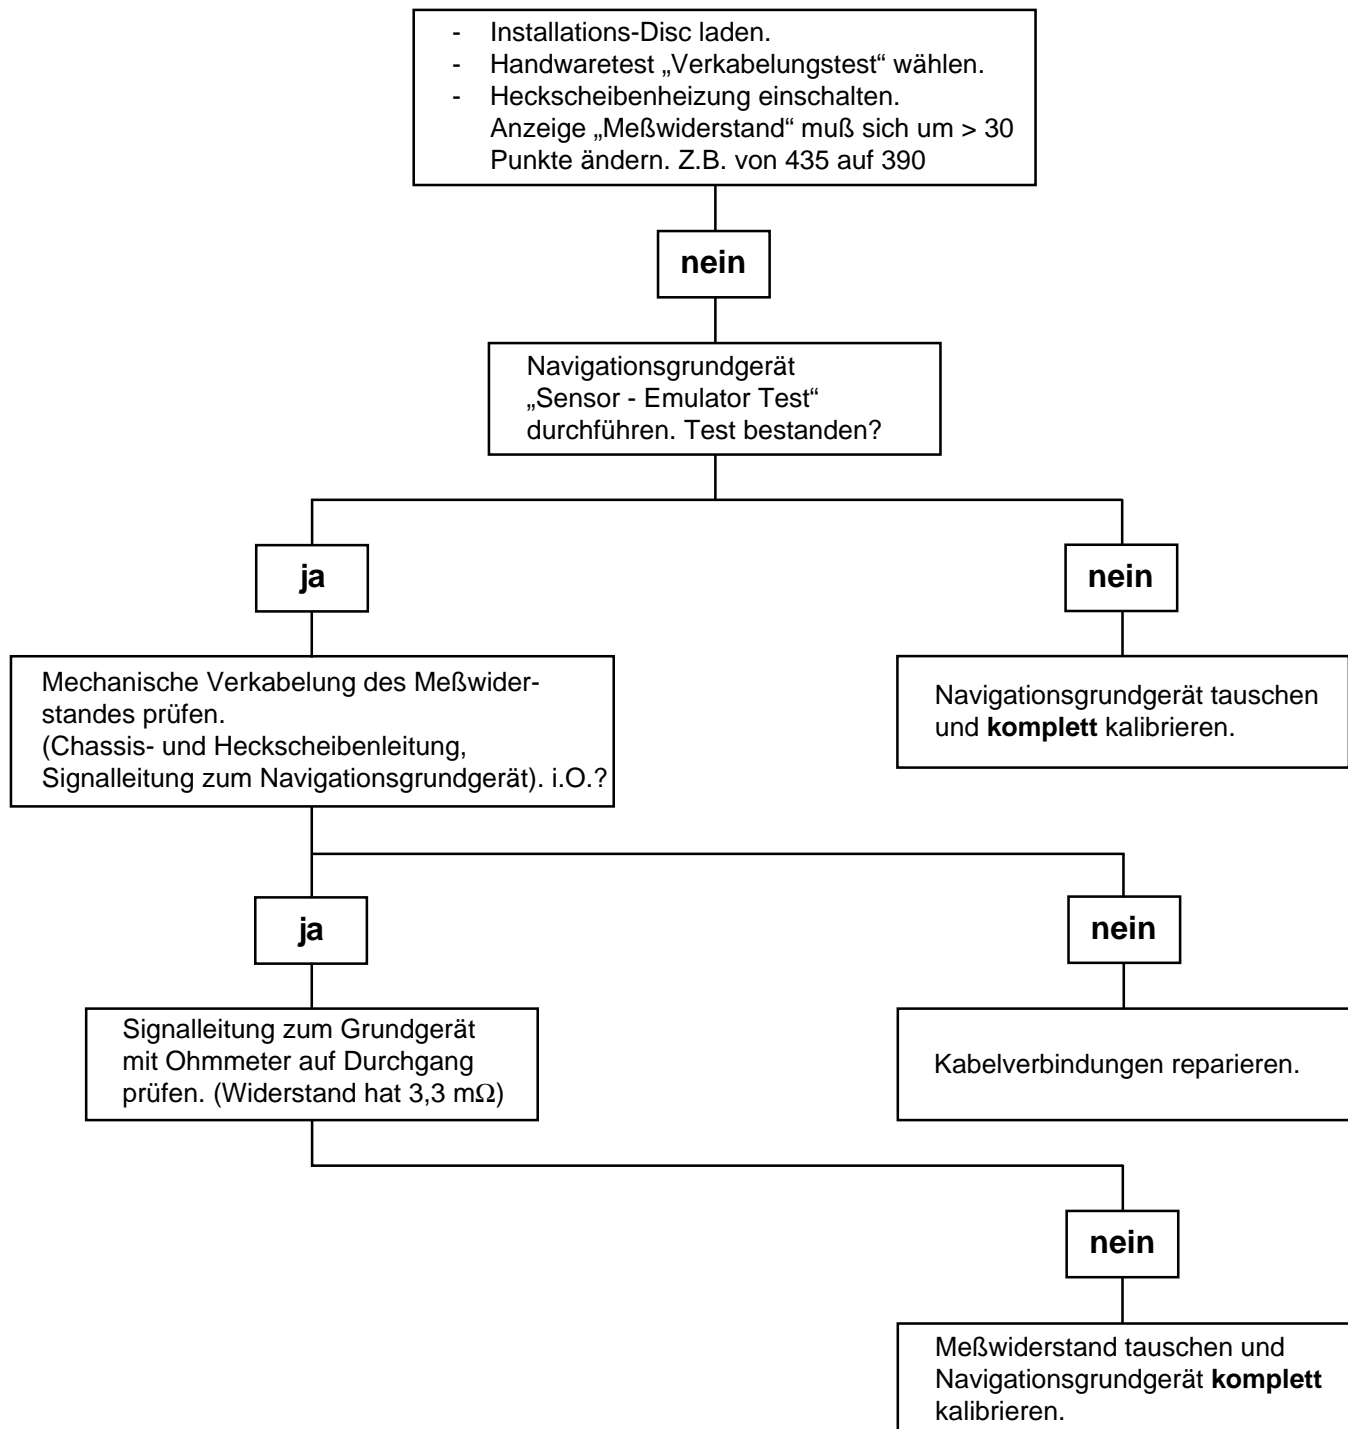 - Installations-Disc laden.
- Handwaretest „Verkabelungstest“ wählen.
- Heckscheibenheizung einschalten.
Anzeige „Meßwiderstand“ muß sich um > 30
Punkte ändern. Z.B. von 435 auf 390
nein
Navigationsgrundgerät
„Sensor - Emulator Test“
durchführen. Test bestanden?
ja
nein
Mechanische Verkabelung des Meßwider-
standes prüfen.
(Chassis- und Heckscheibenleitung,
Signalleitung zum Navigationsgrundgerät). i.O.?
Navigationsgrundgerät tauschen
und komplett kalibrieren.
ja
nein
Signalleitung zum Grundgerät
mit Ohmmeter auf Durchgang
prüfen. (Widerstand hat 3,3 mΩ)
Kabelverbindungen reparieren.
nein
Meßwiderstand tauschen und
Navigationsgrundgerät komplett
kalibrieren.